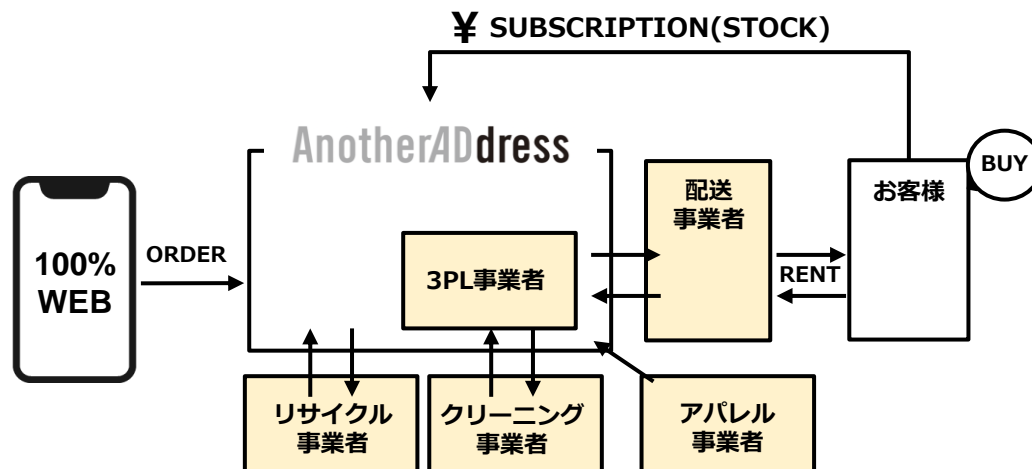 ¥ SUBSCRIPTION(STOCK)
AnotherADdress
BUY
配送
事業者
お客様
100%
WEB
ORDER
3PL事業者
RENT
リサイクル
事業者
クリーニング
事業者
アパレル
事業者